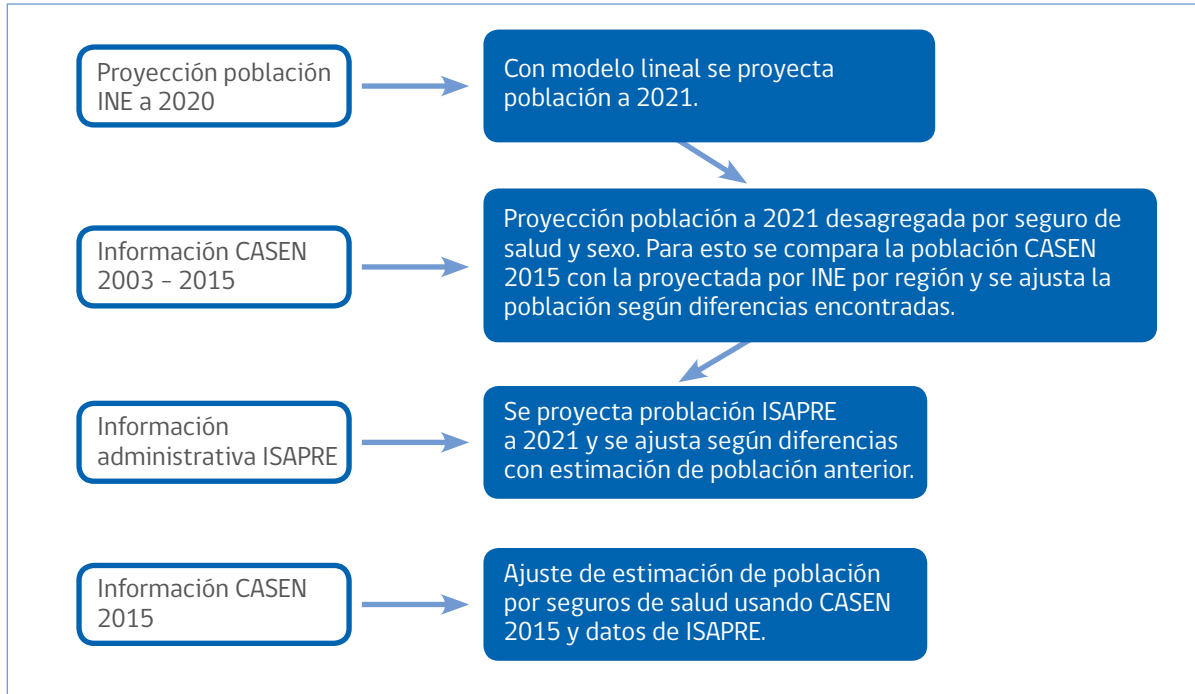 Proyección población
INE a 2020
Con modelo lineal se proyecta
población a 2021.
Información CASEN
2003 – 2015
Proyección población a 2021 desagregada por seguro de
salud y sexo. Para esto se compara la población CASEN
2015 con la proyectada por INE por región y se ajusta la
población según diferencias encontradas.
Información
administrativa ISAPRE
Se proyecta problación ISAPRE
a 2021 y se ajusta según diferencias
con estimación de población anterior.
Información CASEN
2015
Ajuste de estimación de población
por seguros de salud usando CASEN
2015 y datos de ISAPRE.